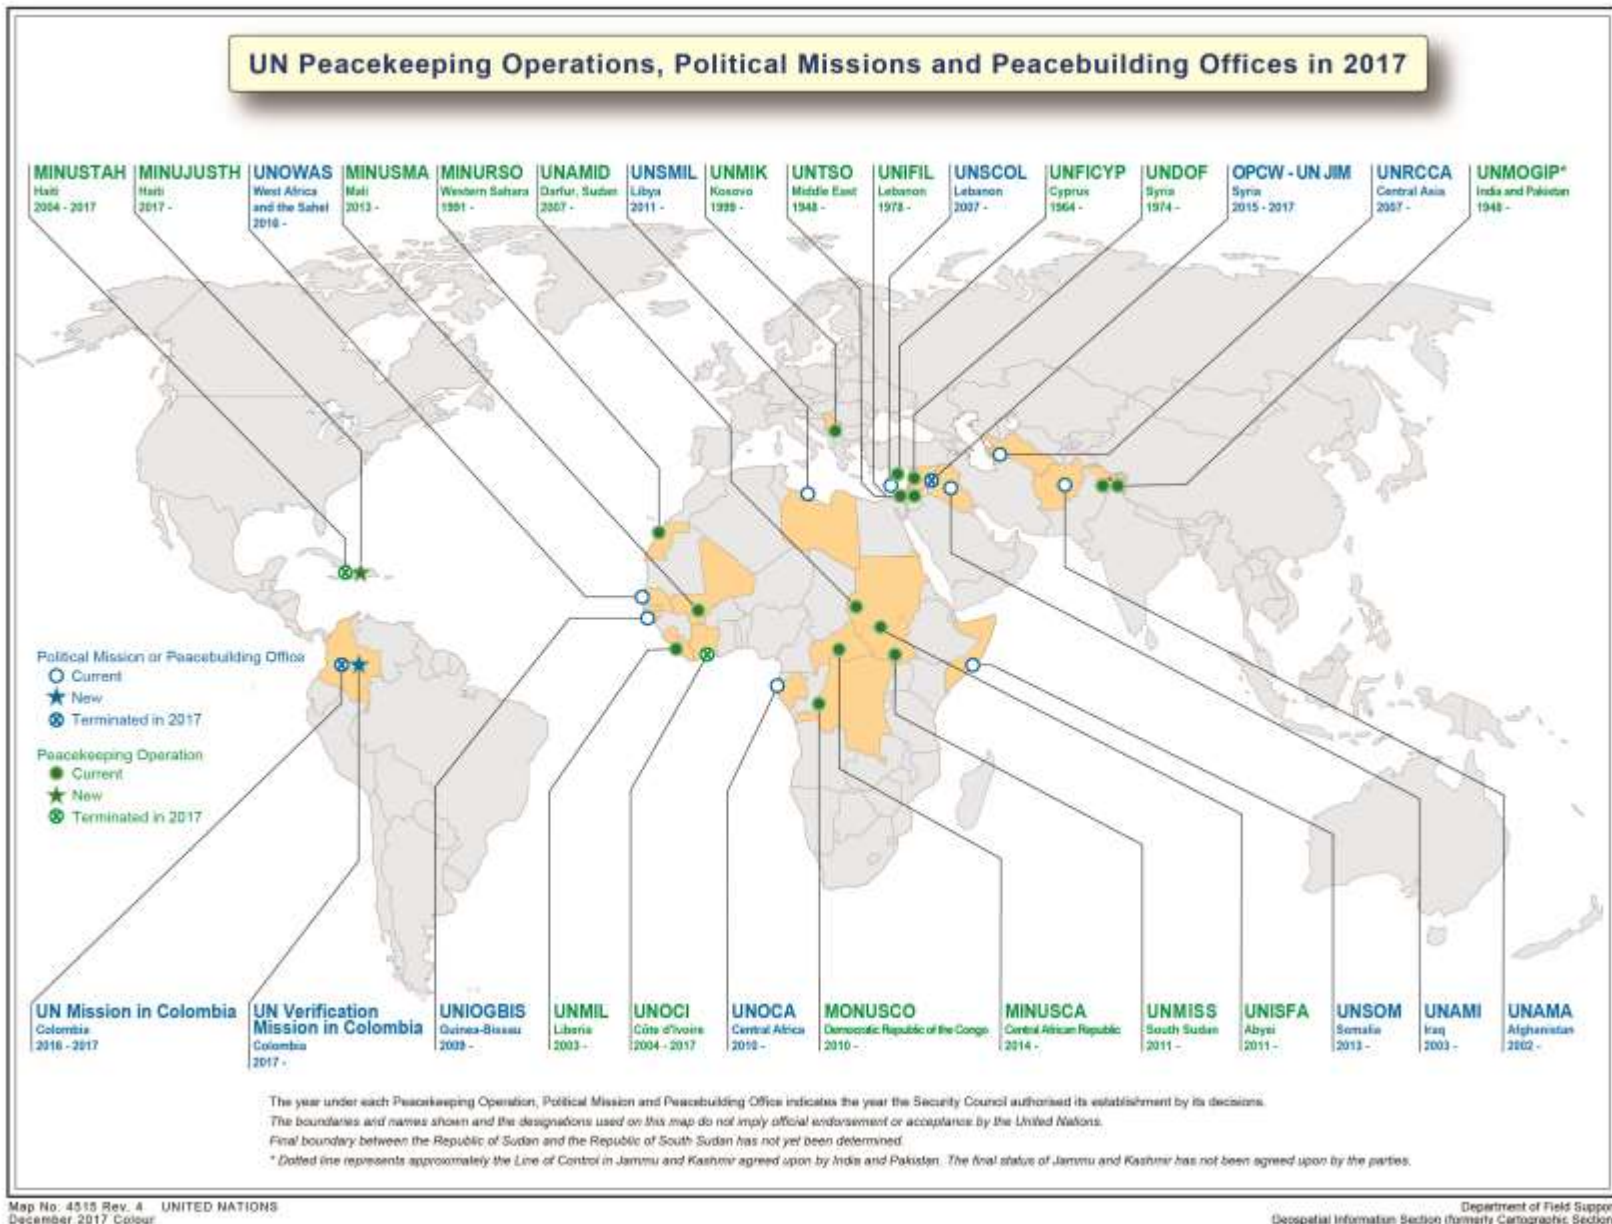 UN Peacekeeping Operations, Political Missions and Peacebuilding Offices in 2017
MINUSTAH
Haiti
2004 - 2017
MINUJUSTH
Haiti
2017 -
UNOWAS
West Africa
and the Sahel
2016 -
MINUSMA
Mali
2013 -
MINURSO
Western Sahara
1991 -
UNAMID
Darfur, Sudan
2007 -
UNSMIL
Libya
2011 -
UNMIK
Kosovo
1999 -
UNTSO
Middle East
1948 -
UNIFIL
Lebanon
1978 -
UNSCOL
Lebanon
2007 -
UNFICYP
Cyprus
1964 -
UNDOF
Syria
1974 -
OPCW - UN JIM
Syria
2015 - 2017
UNRCCA
Central Asia
2007 -
UNMOGIP*
India and Pakistan
1948 -
Political Mission or Peacebuilding Office
Current
New
Terminated in 2017
Peacekeeping Operation
Current
New
Terminated in 2017
UN Mission in Colombia
Colombia
2016 - 2017
UN Verification
Mission in Colombia
Colombia
2017 -
UNIOGBIS
Guinea-Bissau
2009 -
UNMIL
Liberia
2003 -
UNOCI
Côte d'Ivoire
2004 - 2017
UNOCA
Central Africa
2010 -
MONUSCO
Democratic Republic of the Congo
2010 -
MINUSCA
Central African Republic
2014 -
UNMISS
South Sudan
2011 -
UNISFA
Abyei
2011 -
UNSOM
Somalia
2013 -
UNAMI
Iraq
2003 -
UNAMA
Afghanistan
2002 -
The year under each Peacekeeping Operation, Political Mission and Peacebuilding Office indicates the year the Security Council authorised its establishment by its decisions.
The boundaries and names shown and the designations used on this map do not imply official endorsement or acceptance by the United Nations.
Final boundary between the Republic of Sudan and the Republic of South Sudan has not yet been determined.
* Dotted line represents approximately the Line of Control in Jammu and Kashmir agreed upon by India and Pakistan. The final status of Jammu and Kashmir has not been agreed upon by the parties.
Map No. 4515 Rev. 4 UNITED NATIONS
December 2017 Colour
Department of Field Suppor
Geospatial Information Section (formerly Cartographic Section